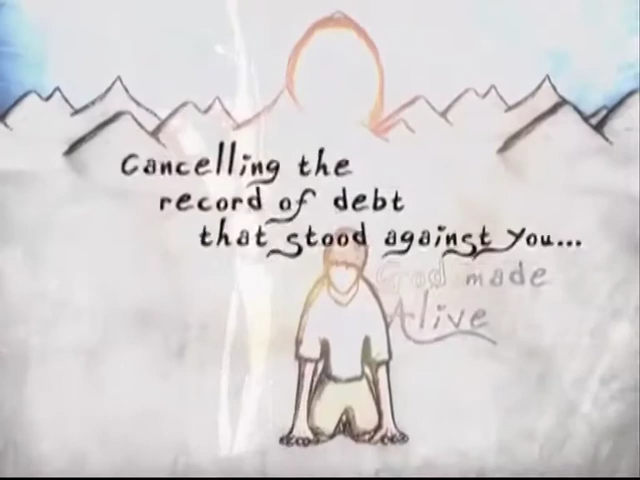 Cancelling the
record of debt
that stood against you...
God made
Alive